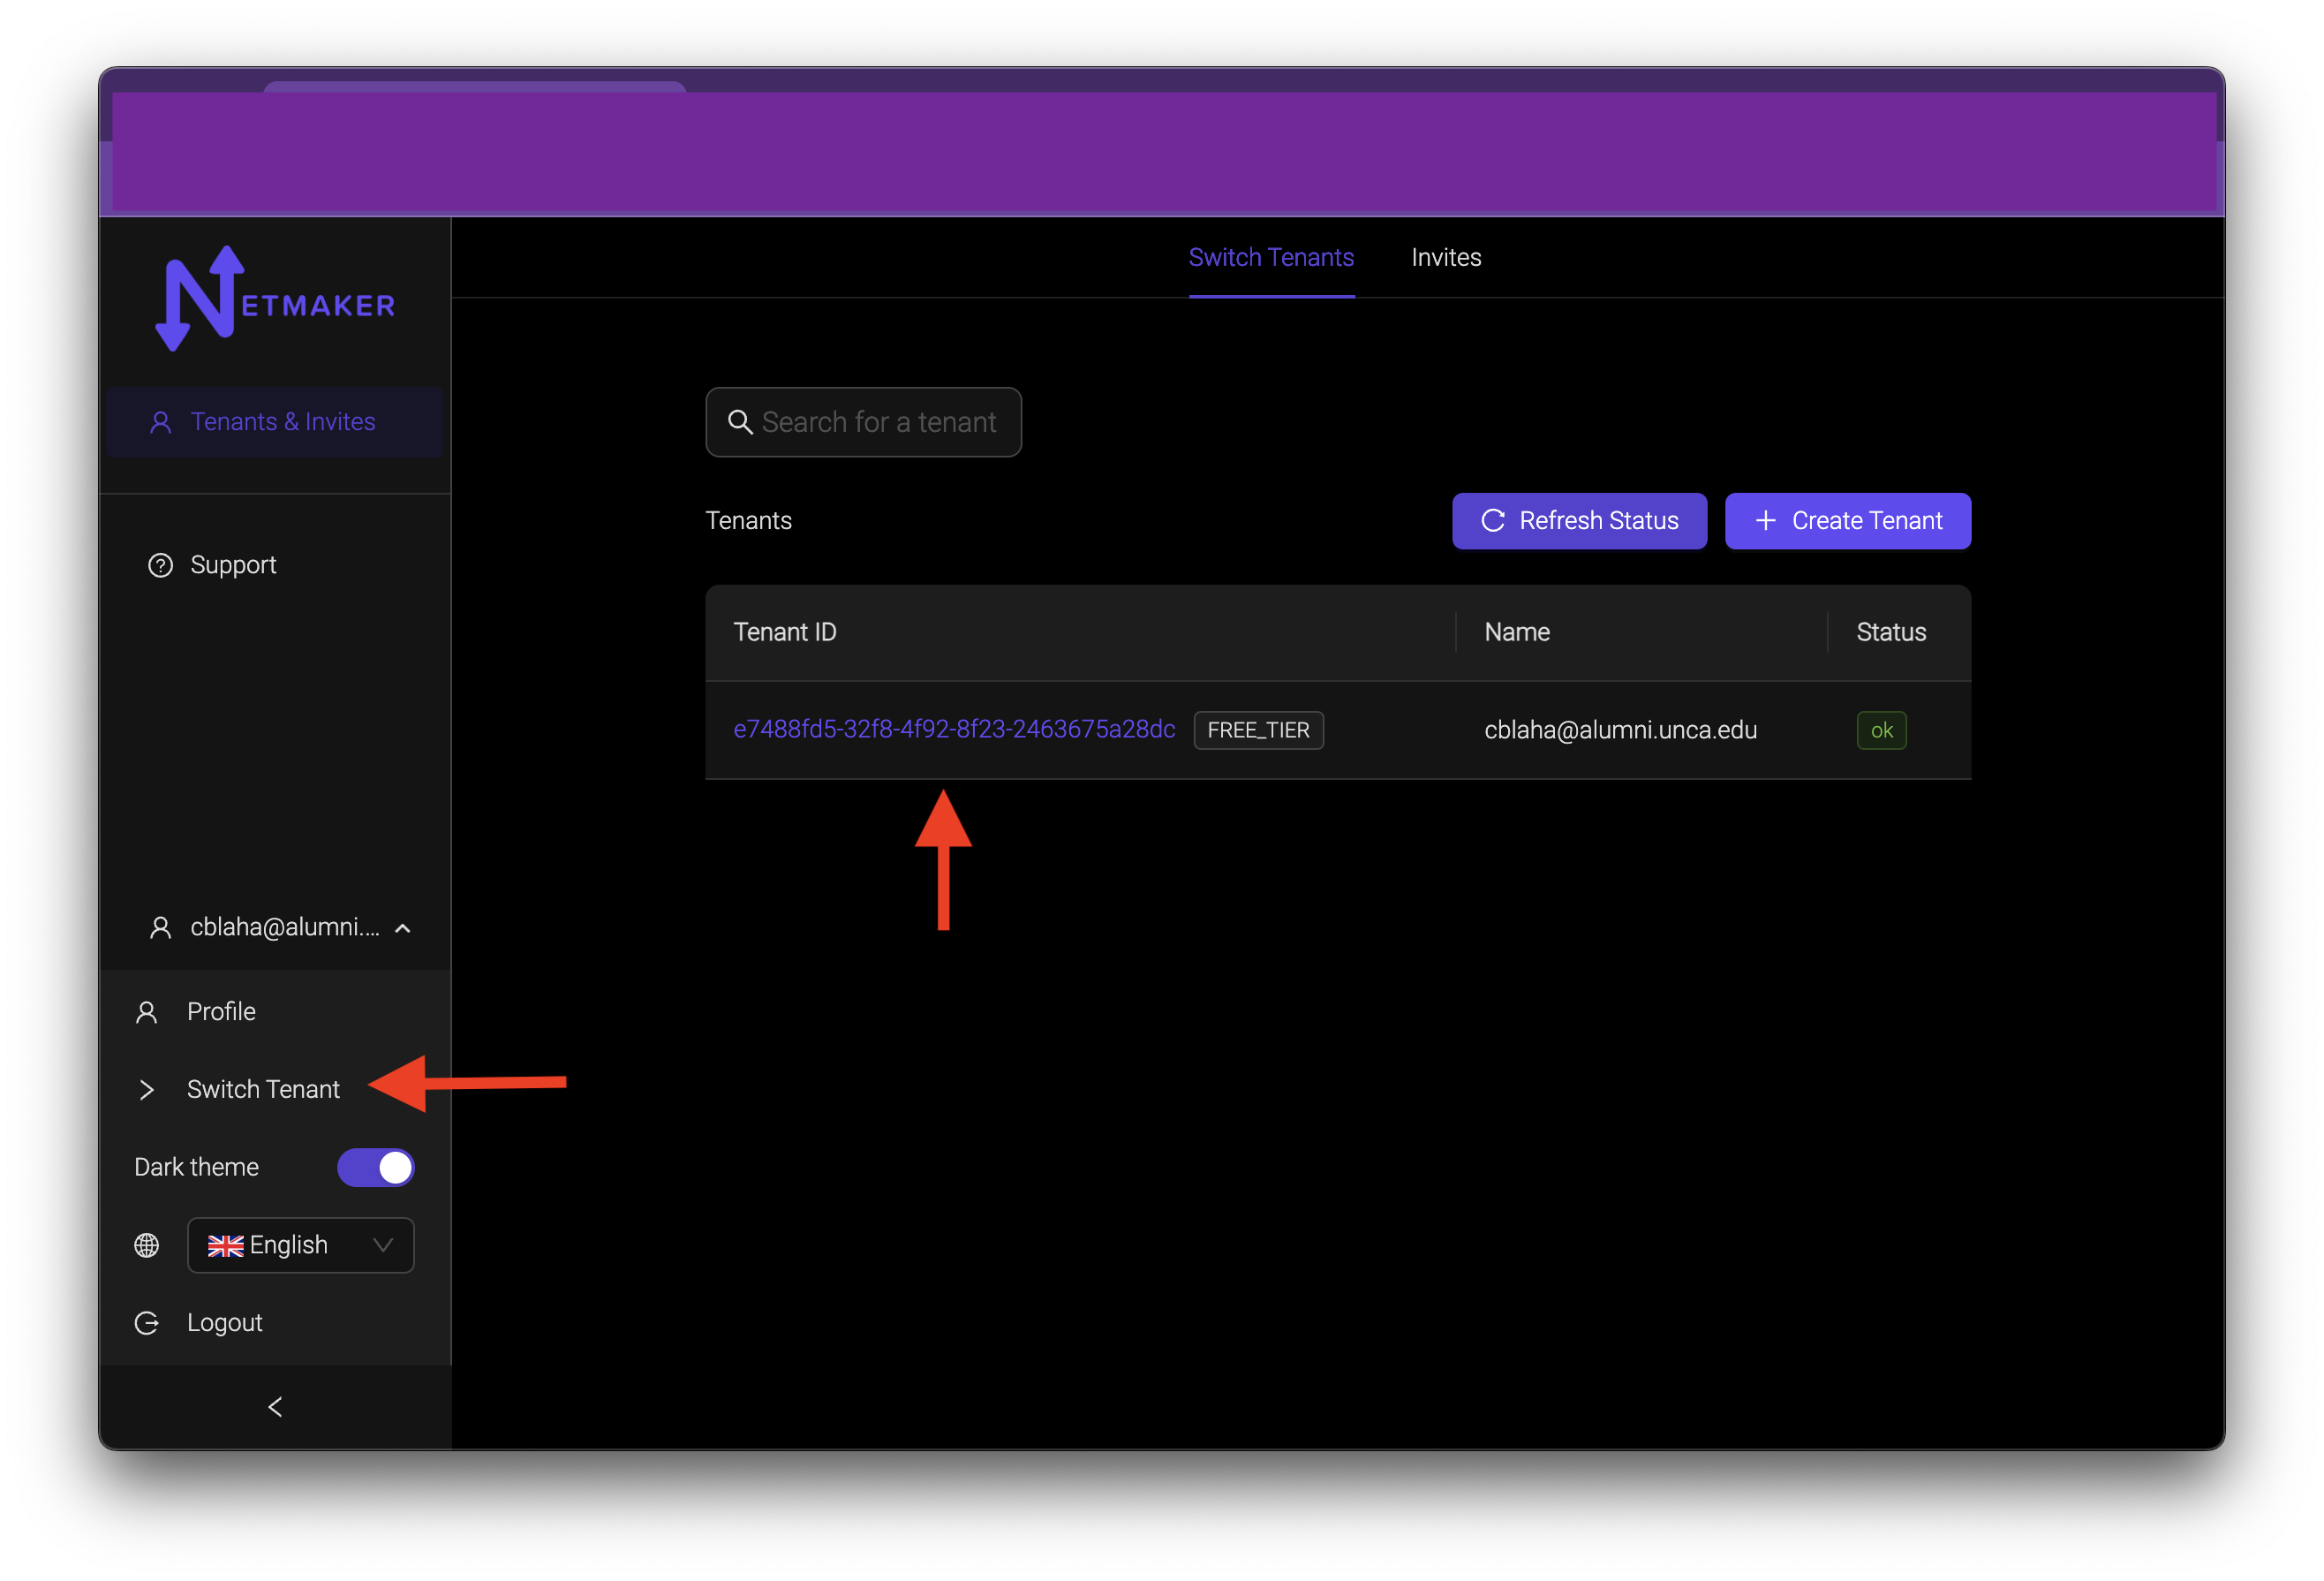 NETMAKER
Tenants & Invites
Support
cblaha@alumni....
Profile
Switch Tenant
Dark theme
English
Logout
Switch Tenants
Invites
Search for a tenant
Tenants
Refresh Status
Create Tenant
Tenant ID Name Status
e7488fd5-32f8-4f92-8f23-2463675a28dc FREE_TIER cblaha@alumni.unca.edu ok